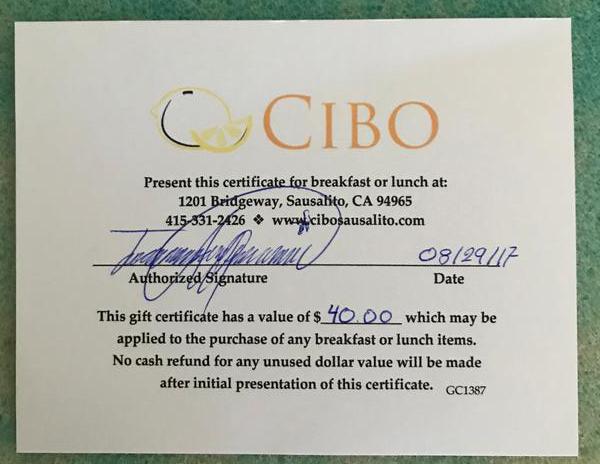 CIBO
Present this certificate for breakfast or lunch at:
1201 Bridgeway, Sausalito, CA 94965
415-331-2426 ❖ www.cibosausalito.com
08/29/17
Authorized Signature Date
This gift certificate has a value of $ 40.00 which may be
applied to the purchase of any breakfast or lunch items.
No cash refund for any unused dollar value will be made
after initial presentation of this certificate. GC1387